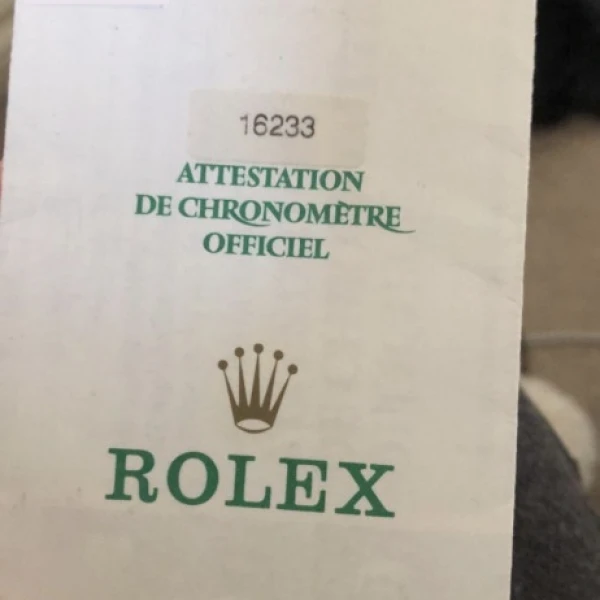 16233
ATTESTATION
DE CHRONOMÈTRE
OFFICIEL
ROLEX